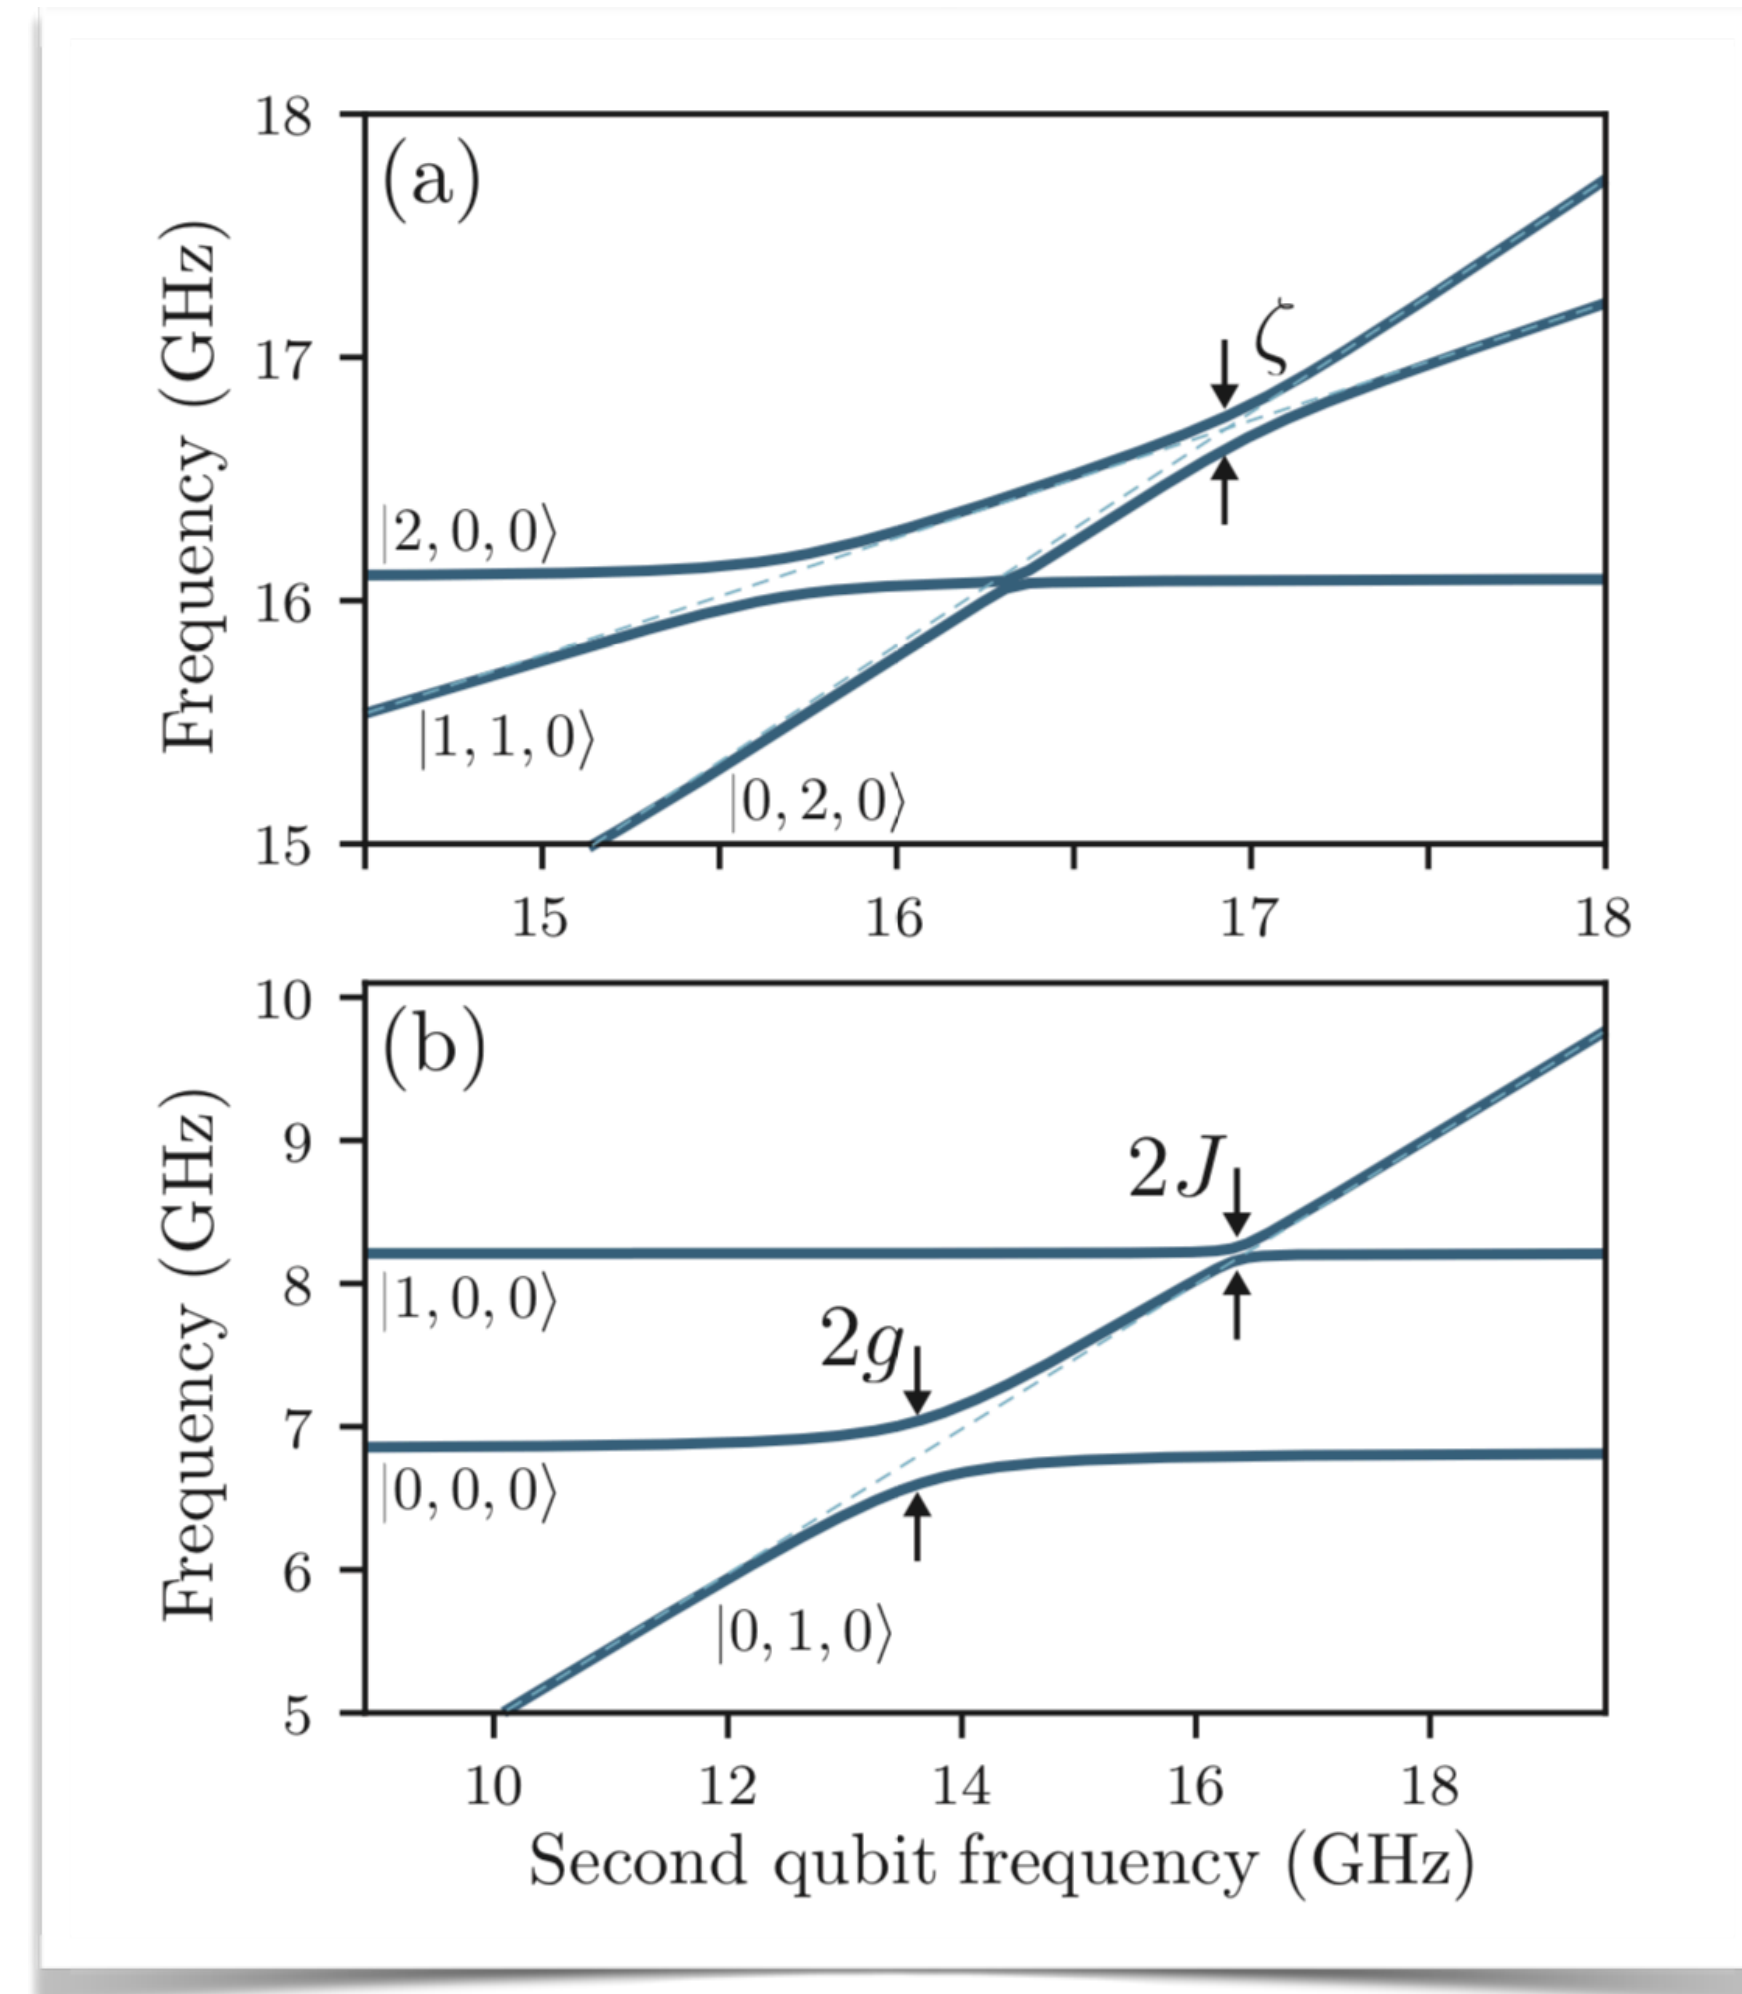 18
(a)
ζ
17
|2, 0, 0⟩
16
|1, 1, 0⟩
|0, 2, 0⟩
15
Frequency (GHz)
15 16 17 18
10
(b)
9
2J
8
|1, 0, 0⟩
2g
7
|0, 0, 0⟩
6
|0, 1, 0⟩
5
Frequency (GHz)
10 12 14 16 18
Second qubit frequency (GHz)